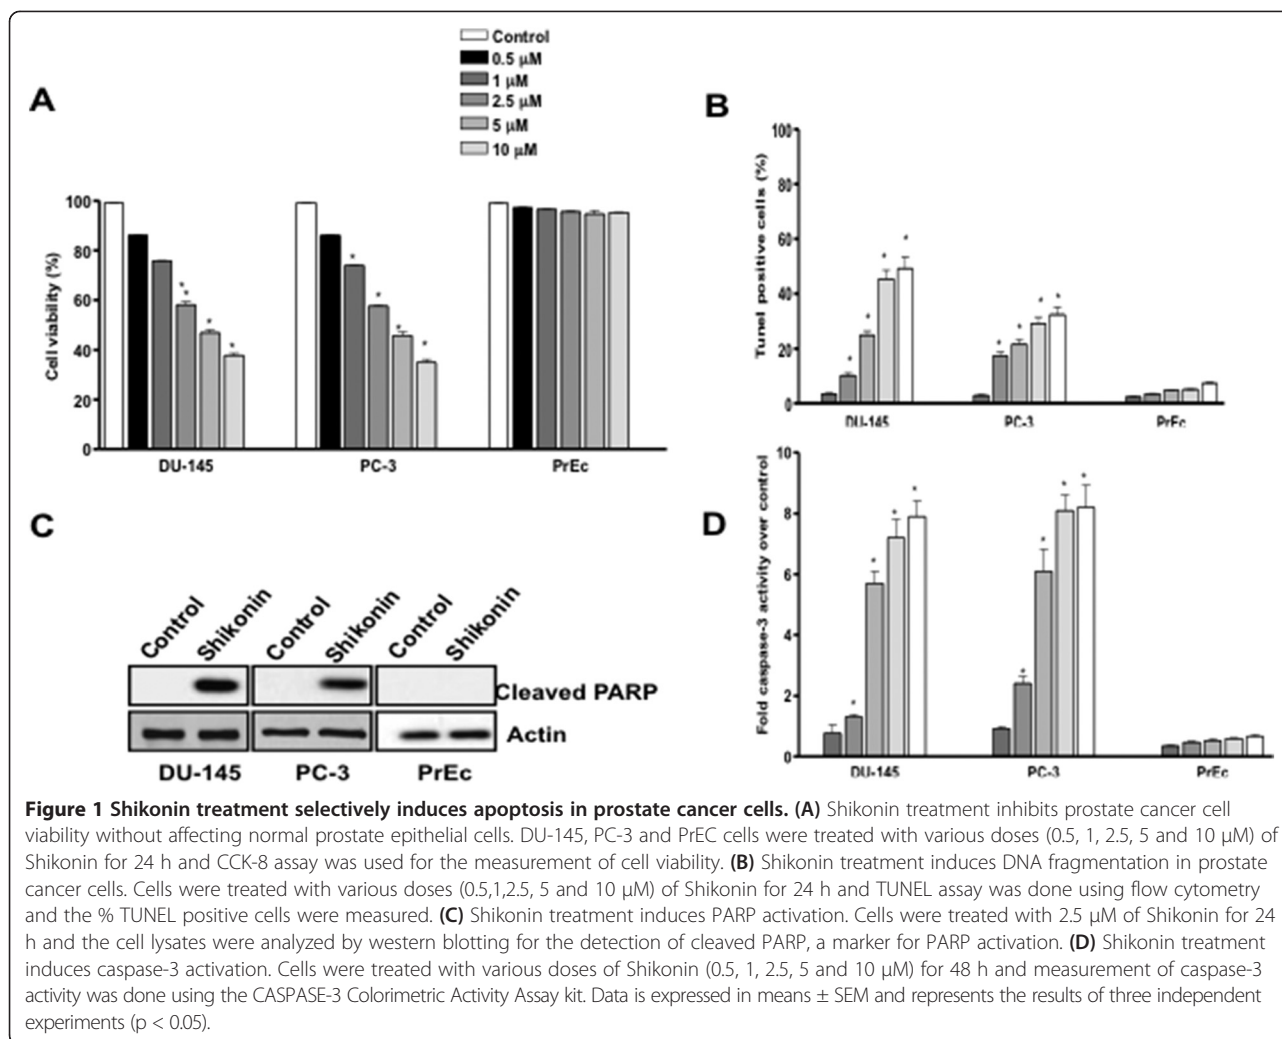 Control
0.5 μM
1 μM
2.5 μM
5 μM
10 μM
A
Cell viability (%)
100
80
60
40
20
0
* * * *
* * * *
DU-145 PC-3 PrEc
B
Tunel positive cells (%)
100
80
60
40
20
0
* * * *
* * * *
DU-145 PC-3 PrEc
C
Control Shikonin Control Shikonin Control Shikonin
Cleaved PARP
Actin
DU-145 PC-3 PrEc
D
Fold caspase-3 activity over control
10
8
6
4
2
0
* * * *
* * * *
DU-145 PC-3 PrEc
Figure 1 Shikonin treatment selectively induces apoptosis in prostate cancer cells. (A) Shikonin treatment inhibits prostate cancer cell
viability without affecting normal prostate epithelial cells. DU-145, PC-3 and PrEC cells were treated with various doses (0.5, 1, 2.5, 5 and 10 μM) of
Shikonin for 24 h and CCK-8 assay was used for the measurement of cell viability. (B) Shikonin treatment induces DNA fragmentation in prostate
cancer cells. Cells were treated with various doses (0.5,1,2.5, 5 and 10 μM) of Shikonin for 24 h and TUNEL assay was done using flow cytometry
and the % TUNEL positive cells were measured. (C) Shikonin treatment induces PARP activation. Cells were treated with 2.5 μM of Shikonin for 24
h and the cell lysates were analyzed by western blotting for the detection of cleaved PARP, a marker for PARP activation. (D) Shikonin treatment
induces caspase-3 activation. Cells were treated with various doses of Shikonin (0.5, 1, 2.5, 5 and 10 μM) for 48 h and measurement of caspase-3
activity was done using the CASPASE-3 Colorimetric Activity Assay kit. Data is expressed in means ± SEM and represents the results of three independent
experiments (p < 0.05).